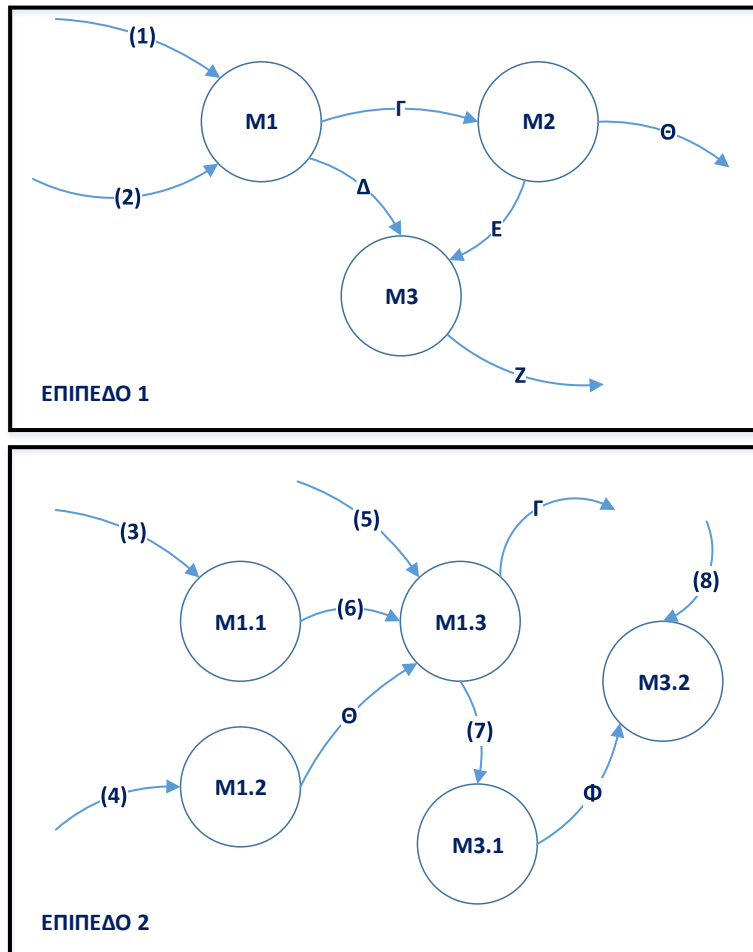 (1)
M1
Γ
M2
Θ
(2)
Δ
E
M3
Z
ΕΠΙΠΕΔΟ 1
(3)
(5)
Γ
(8)
M1.1
(6)
M1.3
M3.2
Θ
(7)
(4)
M1.2
Φ
M3.1
ΕΠΙΠΕΔΟ 2